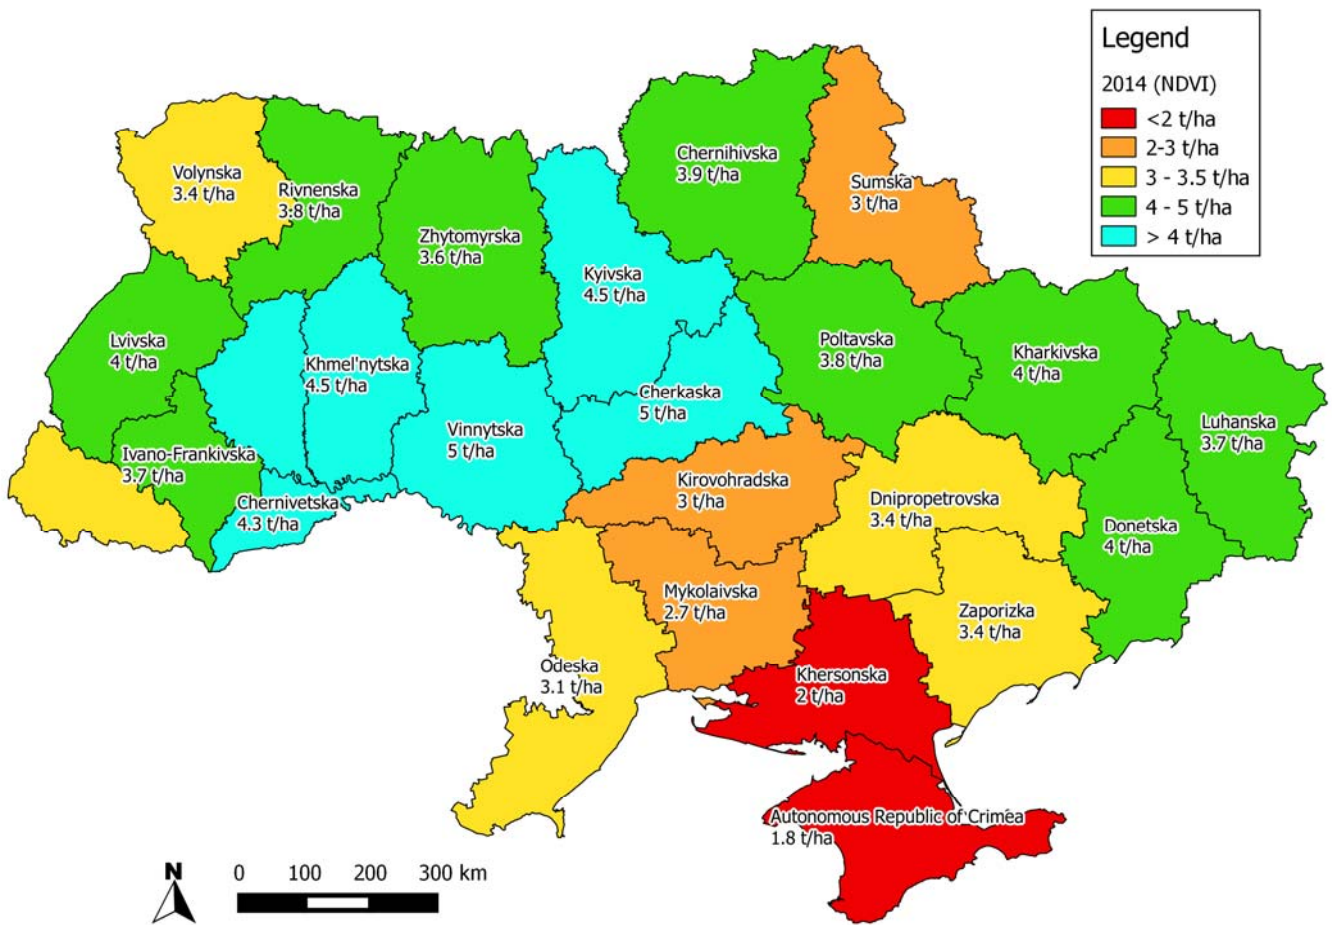 Legend
2014 (NDVI)
<2 t/ha
2-3 t/ha
3 - 3.5 t/ha
4 - 5 t/ha
> 4 t/ha
Chernihivska
3.9 t/ha
Volynska
3.4 t/ha
Rivnenska
3.8 t/ha
Sumska
3 t/ha
Zhytomyrska
3.6 t/ha
Kyivska
4.5 t/ha
Lvivska
4 t/ha
Khmel'nytska
4.5 t/ha
Poltavska
3.8 t/ha
Kharkivska
4 t/ha
Cherkaska
5 t/ha
Luhanska
3.7 t/ha
Vinnytska
5 t/ha
Ivano-Frankivska
3.7 t/ha
Kirovohradska
3 t/ha
Chernivetska
4.3 t/ha
Dnipropetrovska
3.4 t/ha
Donetska
4 t/ha
Mykolaivska
2.7 t/ha
Zaporizka
3.4 t/ha
Odeska
3.1 t/ha
Khersonska
2 t/ha
Autonomous Republic of Crimea
1.8 t/ha
N
0 100 200 300 km